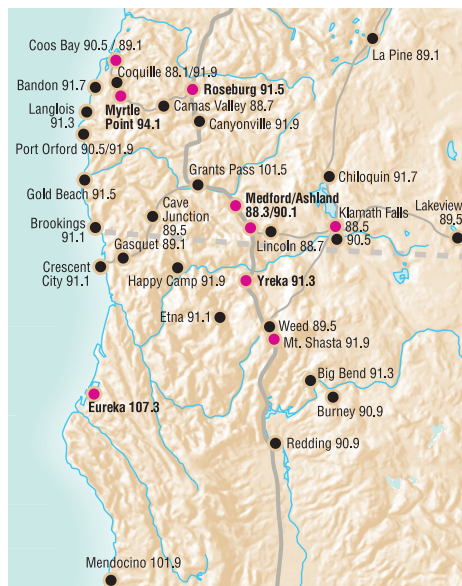 Coos Bay 90.5 / 89.1
La Pine 89.1
Coquille 88.1/91.9
Bandon 91.7
Roseburg 91.5
Langlois
91.3
Myrtle
Point 94.1
Camas Valley 88.7
Canyonville 91.9
Port Orford 90.5/91.9
Grants Pass 101.5
Chiloquin 91.7
Gold Beach 91.5
Medford/Ashland
88.3/90.1
Cave
Junction
89.5
Klamath Falls
88.5
90.5
Lakeview
89.5
Brookings
91.1
Lincoln 88.7
Gasquet 89.1
Crescent
City 91.1
Happy Camp 91.9
Yreka 91.3
Etna 91.1
Weed 89.5
Mt. Shasta 91.9
Big Bend 91.3
Burney 90.9
Eureka 107.3
Redding 90.9
Mendocino 101.9